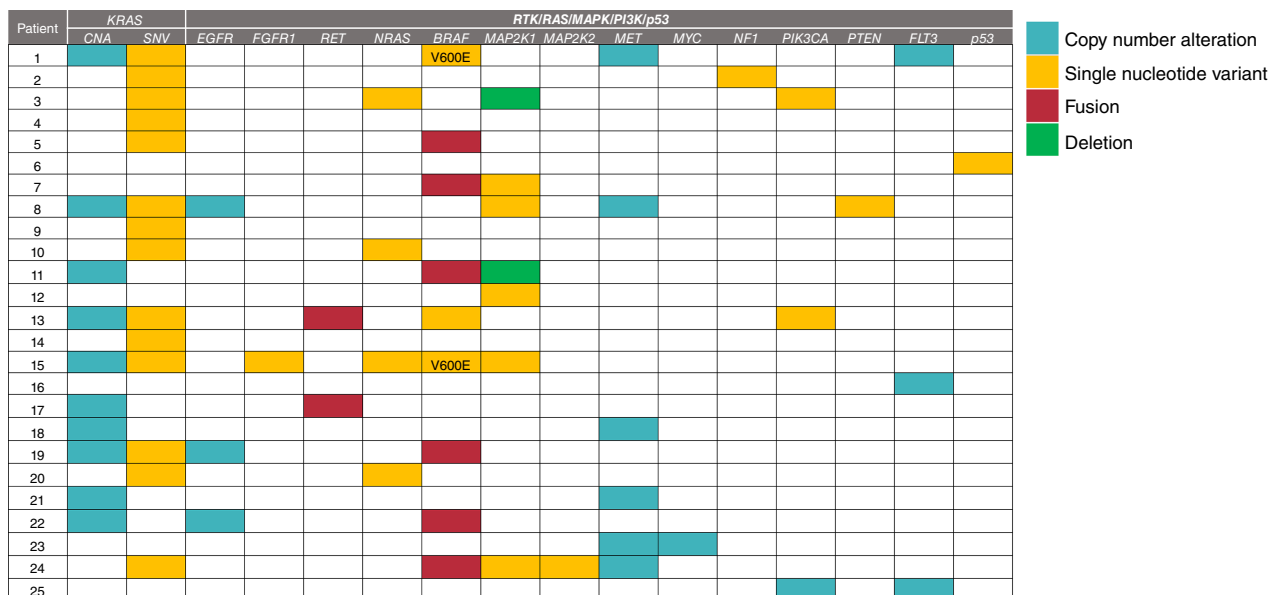 Patient KRAS RTK/RAS/MAPK/PI3K/p53
CNA SNV EGFR FGFR1 RET NRAS BRAF MAP2K1 MAP2K2 MET MYC NF1 PIK3CA PTEN FLT3 p53
1 V600E
2
3
4
5
6
7
8
9
10
11
12
13
14
15 V600E
16
17
18
19
20
21
22
23
24
25
Copy number alteration
Single nucleotide variant
Fusion
Deletion